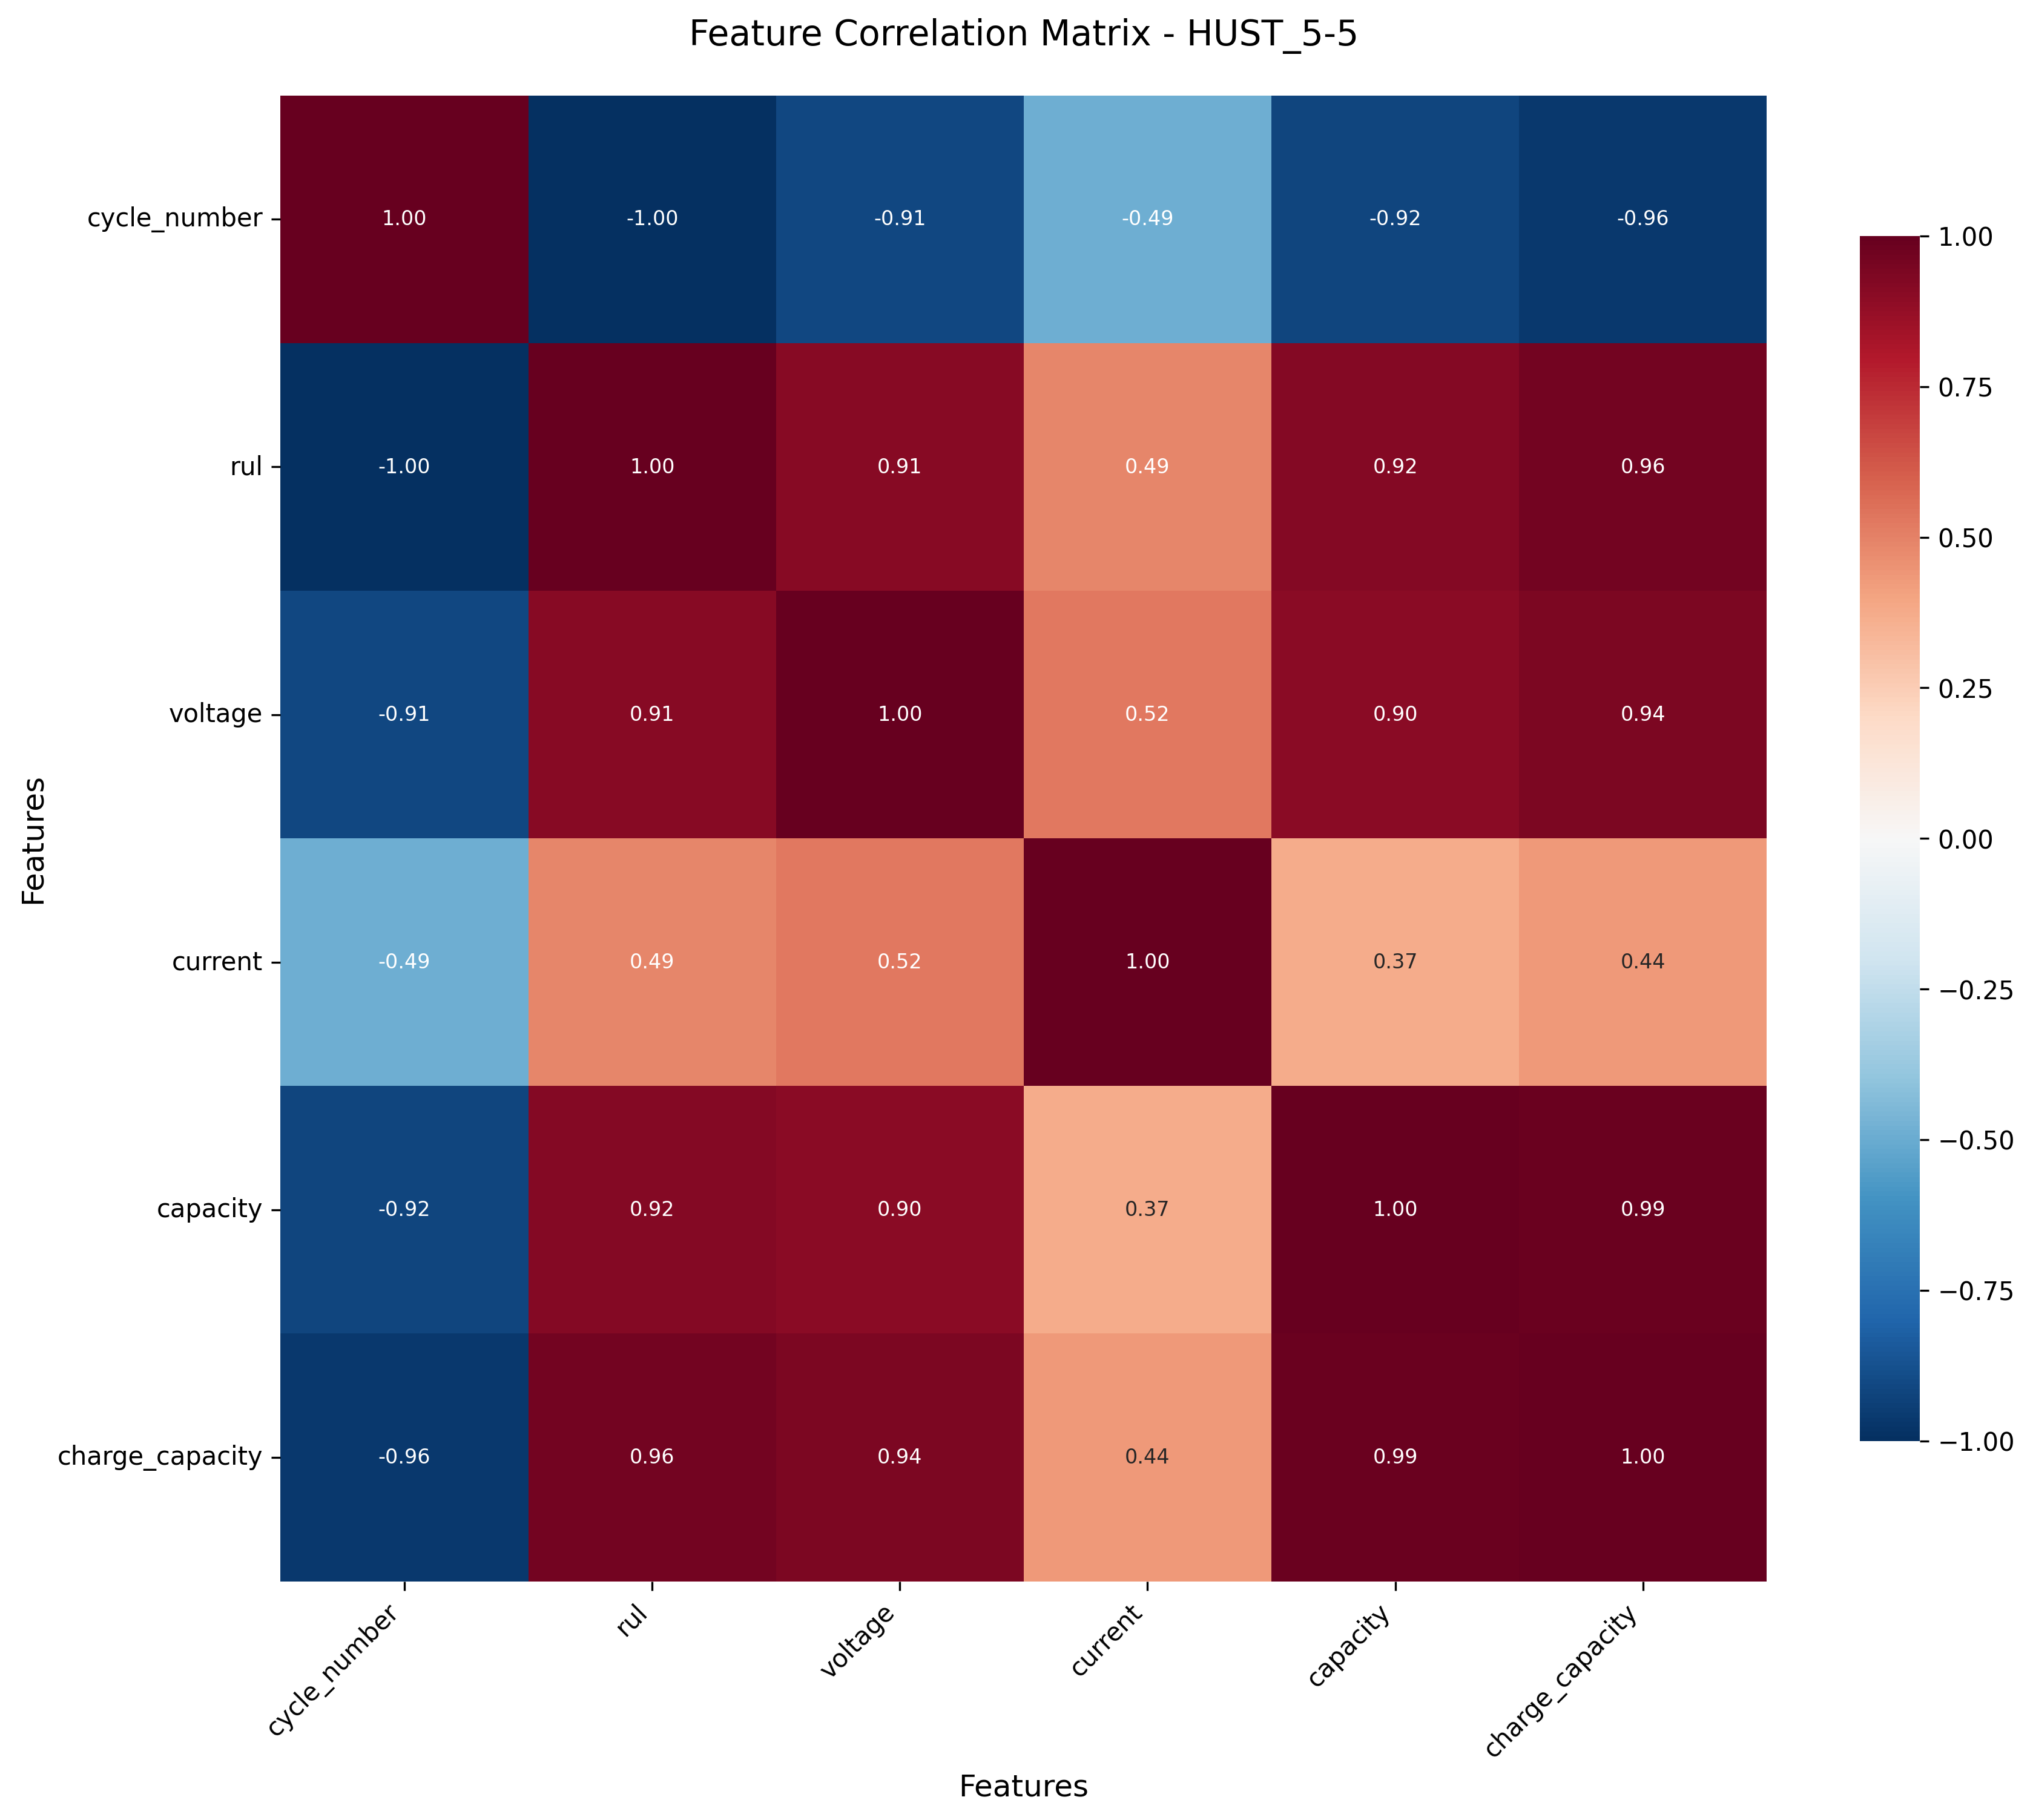 Feature Correlation Matrix - HUST_5-5
Features
cycle_number 1.00 -1.00 -0.91 -0.49 -0.92 -0.96
rul -1.00 1.00 0.91 0.49 0.92 0.96
voltage -0.91 0.91 1.00 0.52 0.90 0.94
current -0.49 0.49 0.52 1.00 0.37 0.44
capacity -0.92 0.92 0.90 0.37 1.00 0.99
charge_capacity -0.96 0.96 0.94 0.44 0.99 1.00
cycle_number rul voltage current capacity charge_capacity
Features
1.00
0.75
0.50
0.25
0.00
−0.25
−0.50
−0.75
−1.00